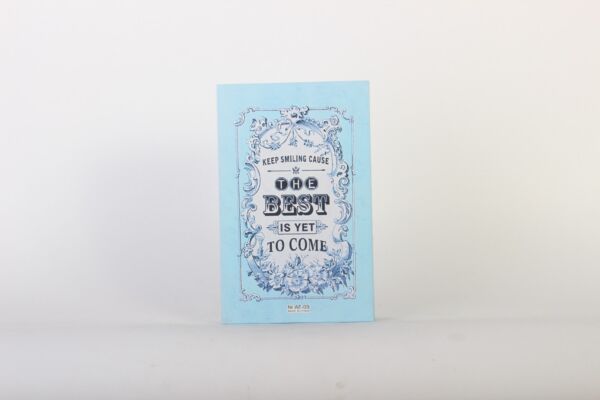 KEEP SMILING CAUSE
THE
BEST
IS YET
TO COME